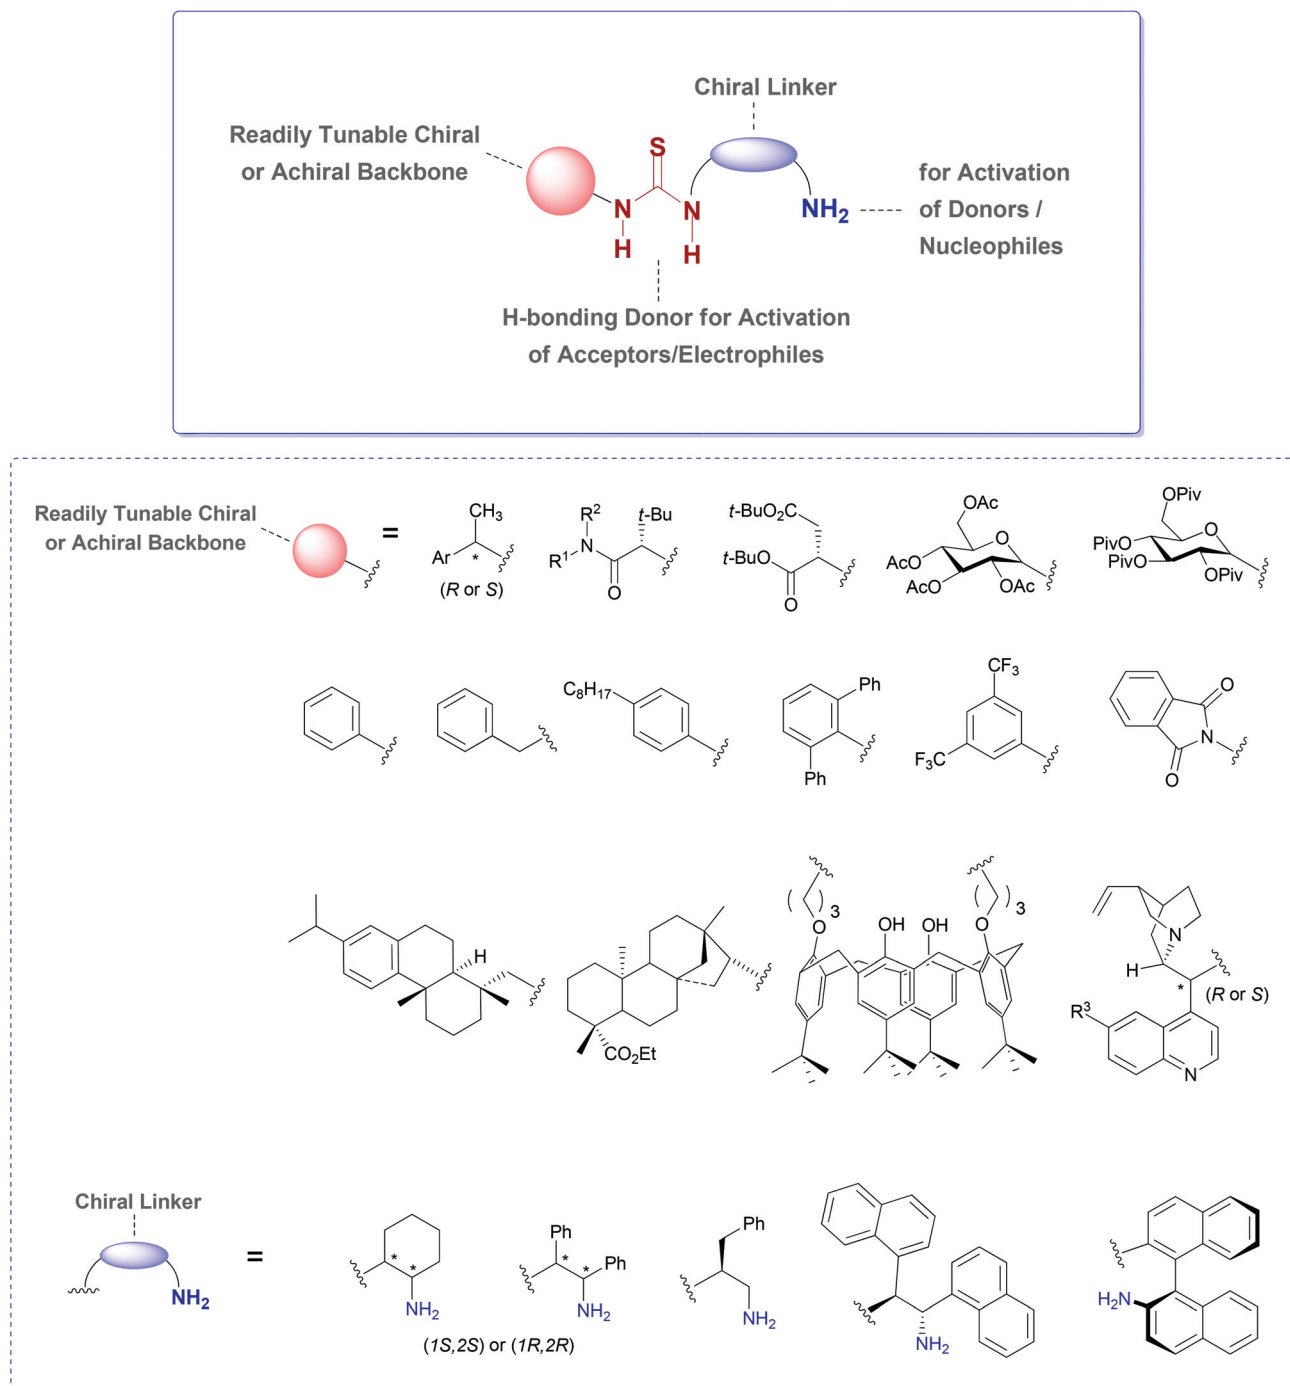 Chiral Linker
Readily Tunable Chiral
or Achiral Backbone
S
N
H
N
H
NH2
for Activation
of Donors /
Nucleophiles
H-bonding Donor for Activation
of Acceptors/Electrophiles
Readily Tunable Chiral
or Achiral Backbone
=
CH3
Ar
*
(R or S)
R2
t-Bu
N
R1
O
t-BuO2C
t-BuO
O
OAc
O
AcO
AcO
OAc
OPiv
O
PivO
PivO
OPiv
C8H17
Ph
Ph
CF3
F3C
O
N
O
H
CO2Et
( )3
O
OH
OH
( )3
O
N
H
*
(R or S)
R3
N
Chiral Linker
NH2
=
*
*
NH2
Ph
*
*
Ph
NH2
(1S,2S) or (1R,2R)
Ph
NH2
NH2
H2N